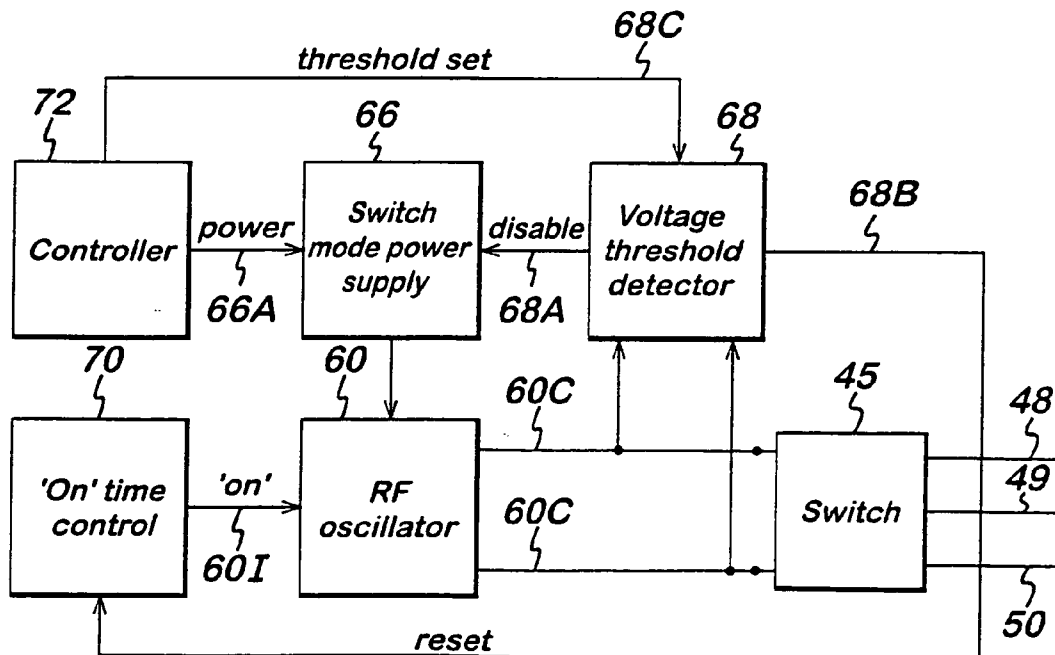 68C
threshold set
72
66
68
68B
Controller
power
66A
Switch
mode power
supply
disable
68A
Voltage
threshold
detector
70
60
60C
45
48
'On' time
control
'on'
60I
RF
oscillator
60C
Switch
49
50
reset